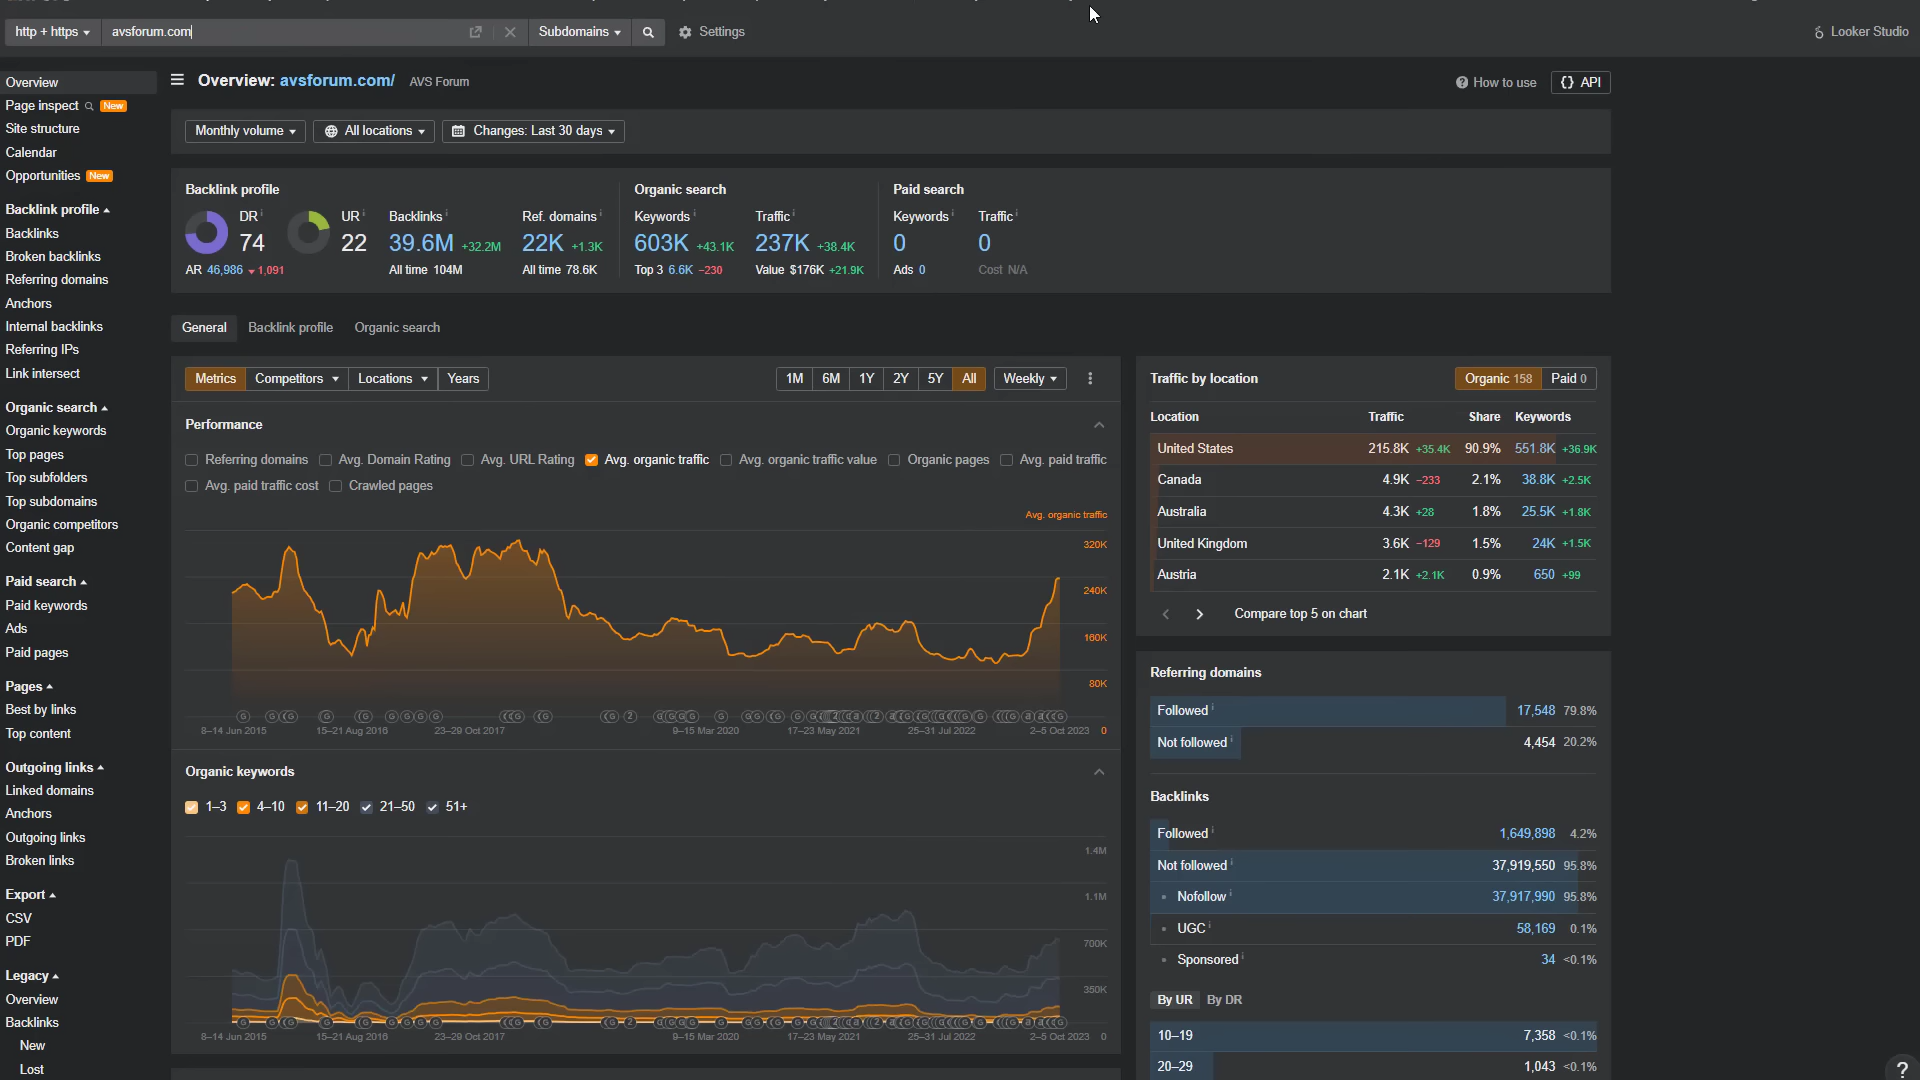 http + https
avsforum.com
Subdomains
Settings
Looker Studio
Overview
Page inspect New
Site structure
Calendar
Opportunities New
Backlink profile
Backlinks
Broken backlinks
Referring domains
Anchors
Internal backlinks
Referring IPs
Link intersect
Organic search
Organic keywords
Top pages
Top subfolders
Top subdomains
Organic competitors
Content gap
Paid search
Paid keywords
Ads
Paid pages
Pages
Best by links
Top content
Outgoing links
Linked domains
Anchors
Outgoing links
Broken links
Export
CSV
PDF
Legacy
Overview
Backlinks
New
Lost
Overview: avsforum.com/ AVS Forum
How to use
{} API
Monthly volume
All locations
Changes: Last 30 days
Backlink profile
DR
74
AR 46,986 1,091
UR
22
Backlinks
39.6M +32.2M
All time 104M
Ref. domains
22K +1.3K
All time 78.6K
Organic search
Keywords
603K +43.1K
Top 3 6.6K −230
Traffic
237K +38.4K
Value $176K +21.9K
Paid search
Keywords
0
Ads 0
Traffic
0
Cost N/A
General Backlink profile Organic search
Metrics Competitors Locations Years
1M 6M 1Y 2Y 5Y All Weekly
Performance
Referring domains Avg. Domain Rating Avg. URL Rating Avg. organic traffic Avg. organic traffic value Organic pages Avg. paid traffic
Avg. paid traffic cost Crawled pages
Avg. organic traffic
320K
240K
160K
80K
0
8–14 Jun 2015 15–21 Aug 2016 23–29 Oct 2017 9–15 Mar 2020 17–23 May 2021 25–31 Jul 2022 2–5 Oct 2023
Organic keywords
1–3 4–10 11–20 21–50 51+
1.4M
1.1M
700K
350K
0
8–14 Jun 2015 15–21 Aug 2016 23–29 Oct 2017 9–15 Mar 2020 17–23 May 2021 25–31 Jul 2022 2–5 Oct 2023
Traffic by location
Organic 158 Paid 0
Location Traffic Share Keywords
United States 215.8K +35.4K 90.9% 551.8K +36.9K
Canada 4.9K −233 2.1% 38.8K +2.5K
Australia 4.3K +28 1.8% 25.5K +1.8K
United Kingdom 3.6K −129 1.5% 24K +1.5K
Austria 2.1K +2.1K 0.9% 650 +99
Compare top 5 on chart
Referring domains
Followed 17,548 79.8%
Not followed 4,454 20.2%
Backlinks
Followed 1,649,898 4.2%
Not followed 37,919,550 95.8%
Nofollow 37,917,990 95.8%
UGC 58,169 0.1%
Sponsored 34 <0.1%
By UR By DR
10–19 7,358 <0.1%
20–29 1,043 <0.1%
?